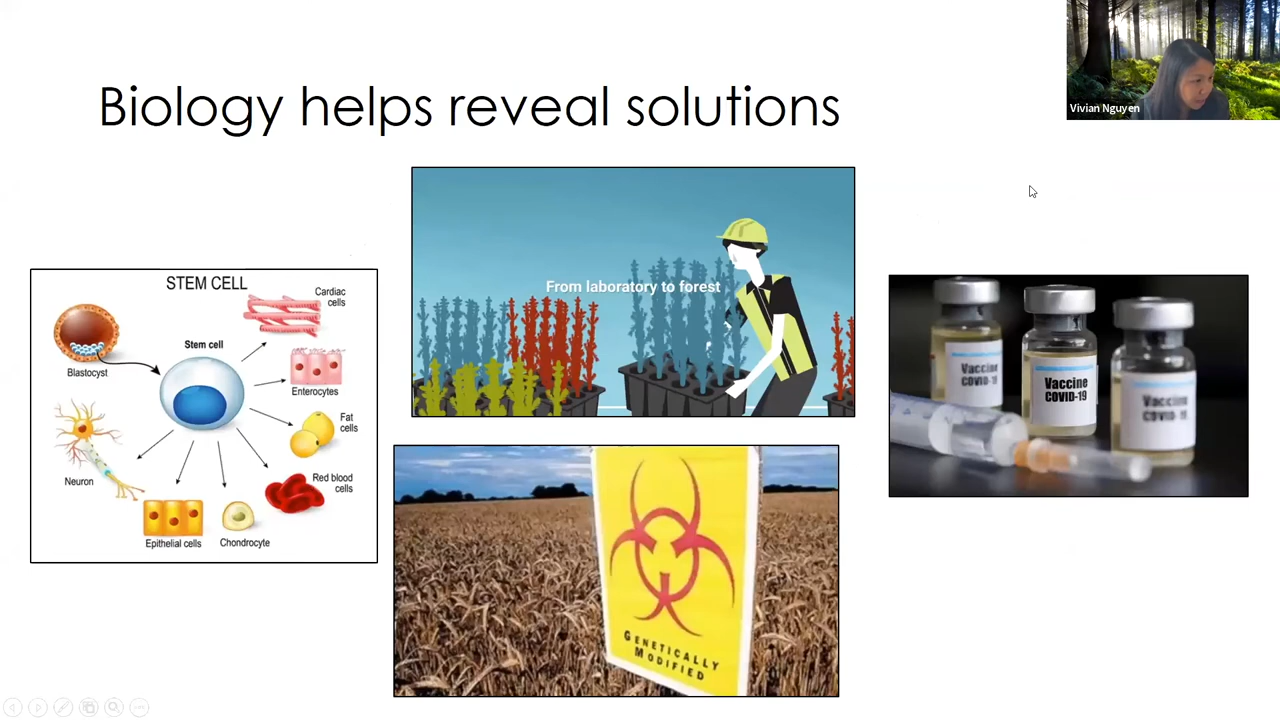 Biology helps reveal solutions
Vivian Nguyen
STEM CELL
Cardiac
cells
Stem cell
Blastocyst
Enterocytes
Fat
cells
Neuron
Red blood
cells
Epithelial cells
Chondrocyte
From laboratory to forest
GENETICALLY
MODIFIED
Vaccine
COVID-19
Vaccine
COVID-19
Vaccine
COVID-19